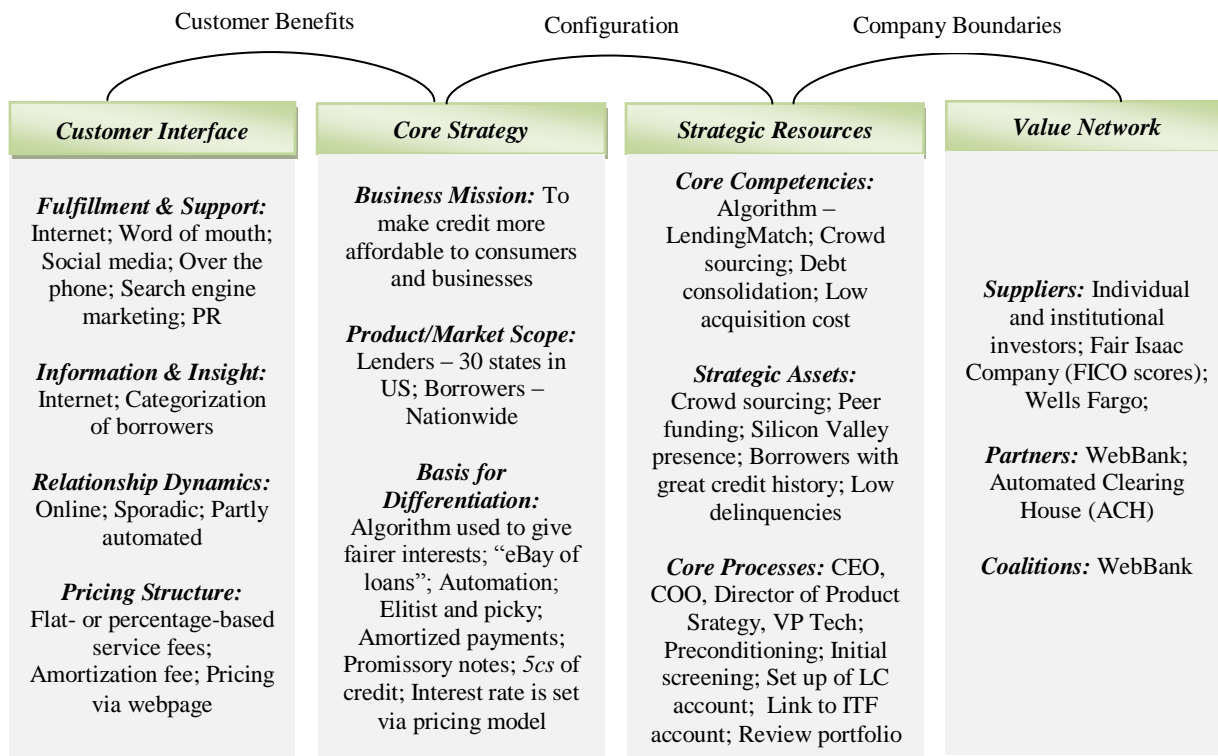 Customer Benefits
Configuration
Company Boundaries
Customer Interface
Fulfillment & Support:
Internet; Word of mouth;
Social media; Over the
phone; Search engine
marketing; PR
Information & Insight:
Internet; Categorization
of borrowers
Relationship Dynamics:
Online; Sporadic; Partly
automated
Pricing Structure:
Flat- or percentage-based
service fees;
Amortization fee; Pricing
via webpage
Core Strategy
Business Mission: To
make credit more
affordable to consumers
and businesses
Product/Market Scope:
Lenders – 30 states in
US; Borrowers –
Nationwide
Basis for
Differentiation:
Algorithm used to give
fairer interests; “eBay of
loans”; Automation;
Elitist and picky;
Amortized payments;
Promissory notes; 5cs of
credit; Interest rate is set
via pricing model
Strategic Resources
Core Competencies:
Algorithm –
LendingMatch; Crowd
sourcing; Debt
consolidation; Low
acquisition cost
Strategic Assets:
Crowd sourcing; Peer
funding; Silicon Valley
presence; Borrowers with
great credit history; Low
delinquencies
Core Processes: CEO,
COO, Director of Product
Srategy, VP Tech;
Preconditioning; Initial
screening; Set up of LC
account; Link to ITF
account; Review portfolio
Value Network
Suppliers: Individual
and institutional
investors; Fair Isaac
Company (FICO scores);
Wells Fargo;
Partners: WebBank;
Automated Clearing
House (ACH)
Coalitions: WebBank